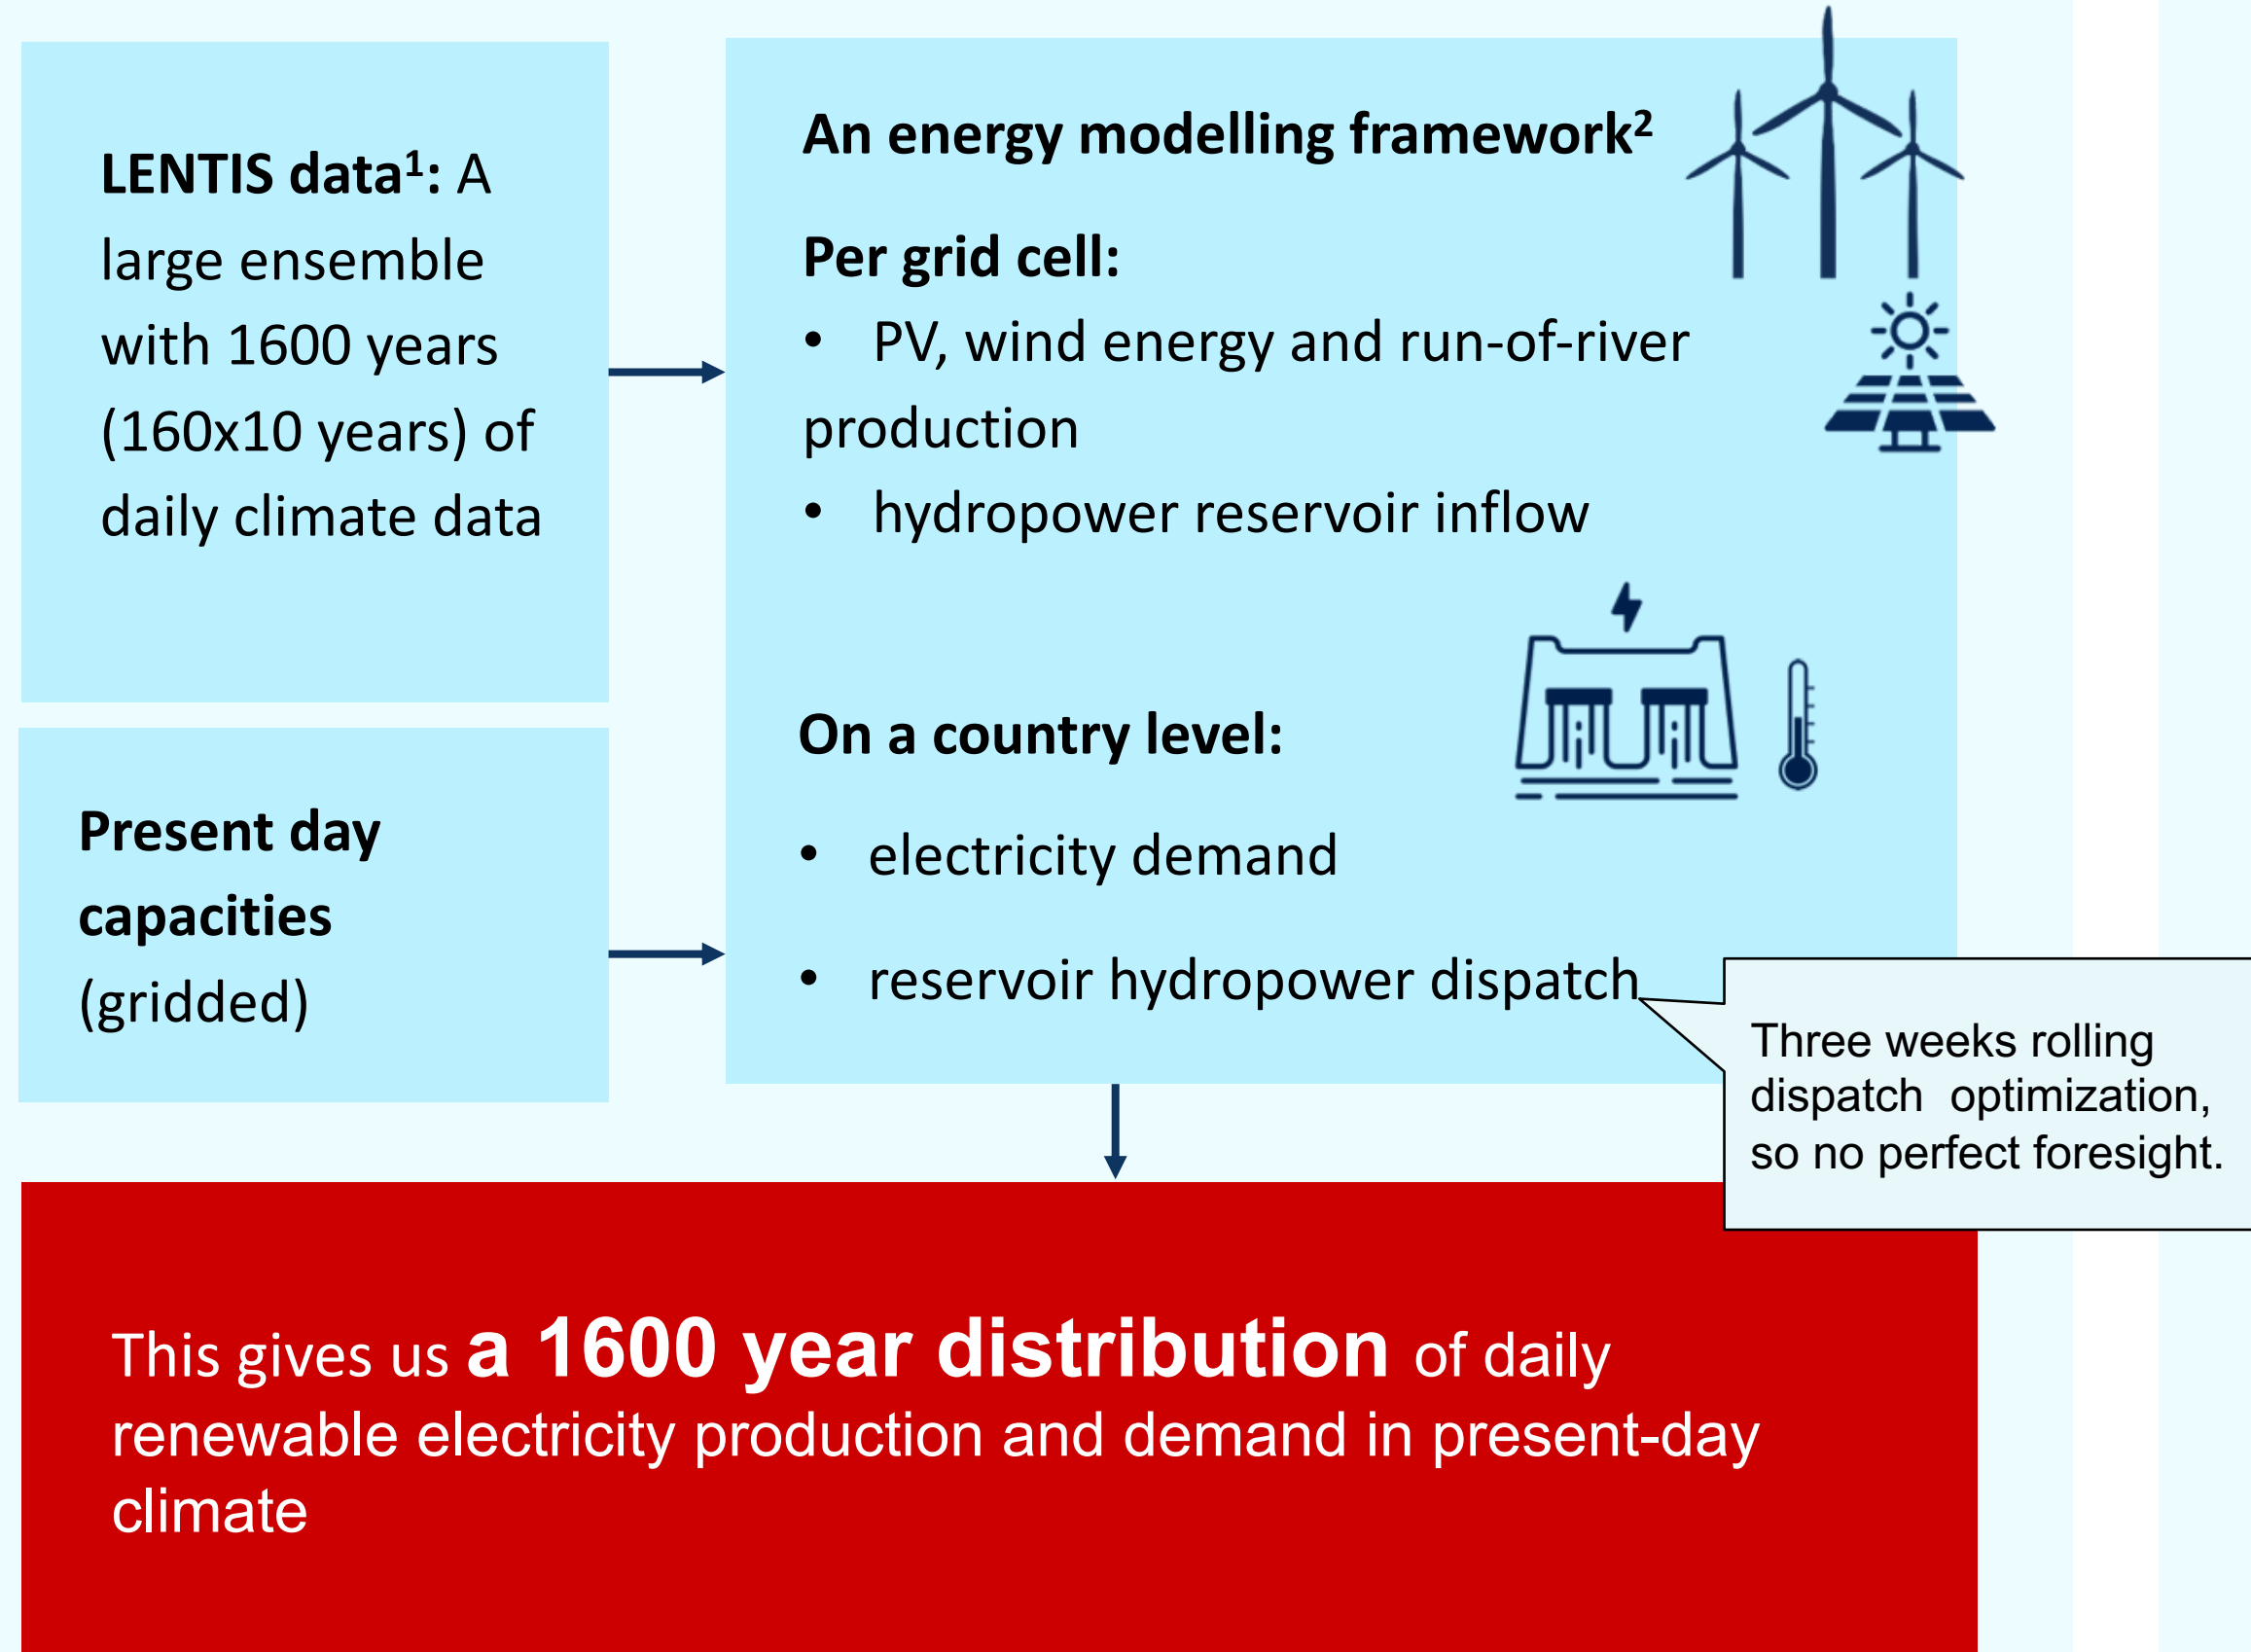 LENTIS data¹: A
large ensemble
with 1600 years
(160x10 years) of
daily climate data
Present day
capacities
(gridded)
An energy modelling framework²
Per grid cell:
• PV, wind energy and run-of-river
production
• hydropower reservoir inflow
On a country level:
• electricity demand
• reservoir hydropower dispatch
Three weeks rolling
dispatch optimization,
so no perfect foresight.
This gives us a 1600 year distribution of daily
renewable electricity production and demand in present-day
climate